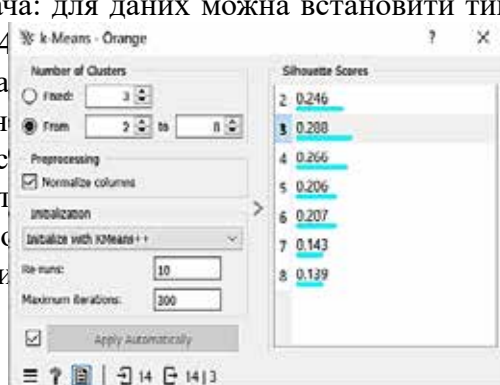 ача: для даних можна встановити ти
k-Means - Orange ? ×
Number of Clusters
Fixed: 3
From 2 to 8
Preprocessing
Normalize columns
Initialization
Initialize with KMeans++
Re-runs: 10
Maximum iterations: 300
Apply Automatically
14 14 | 3
Silhouette Scores
2 0.246
3 0.288
4 0.266
5 0.206
6 0.207
7 0.143
8 0.139